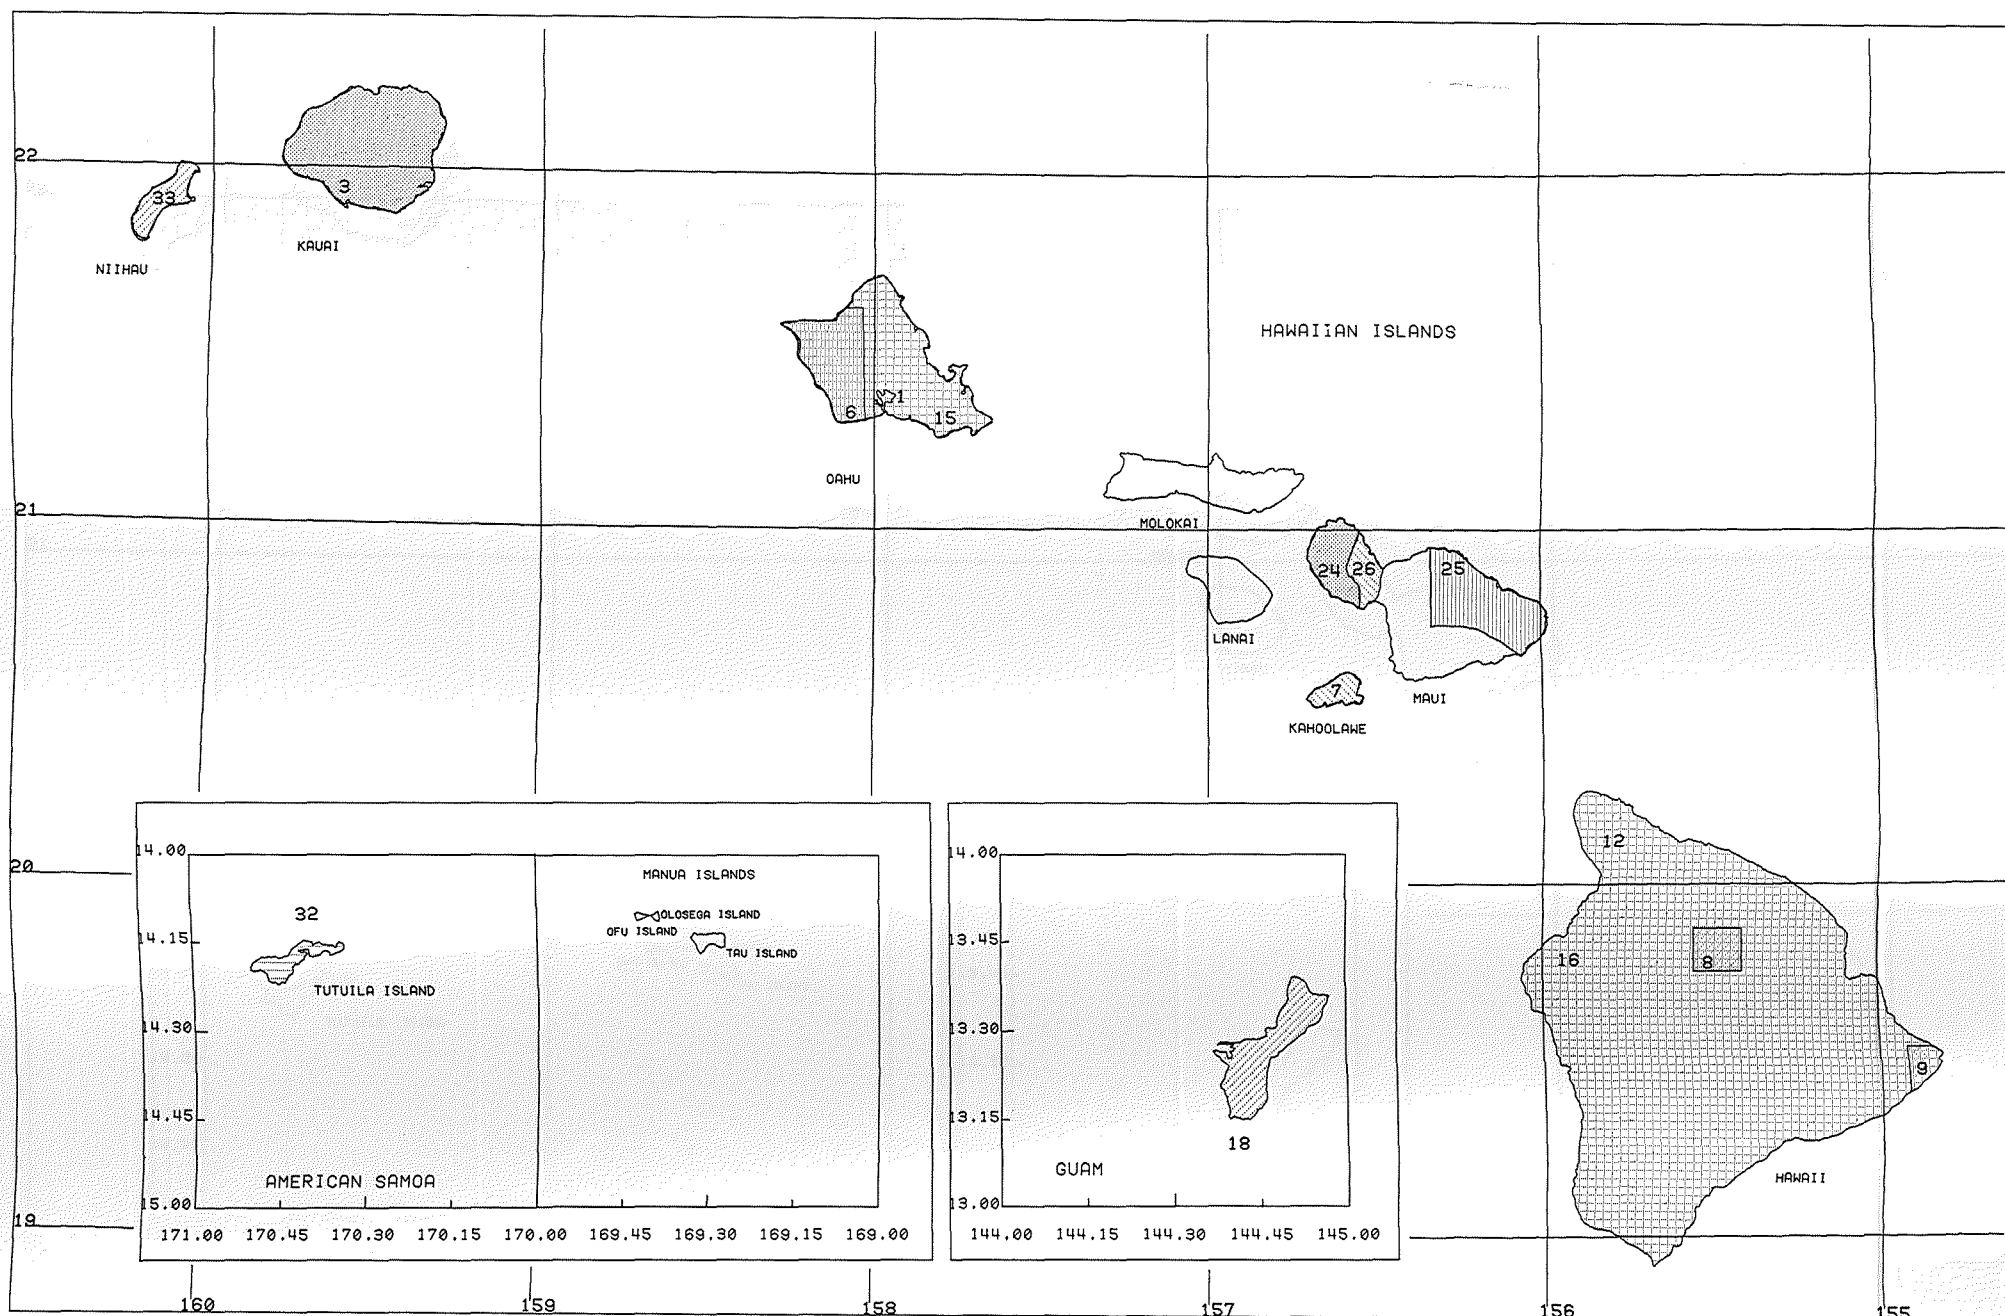 22
33
3
KAUAI
NIIHAU
HAWAIIAN ISLANDS
6
1
15
OAHU
21
MOLOKAI
24
26
25
LANAI
7
MAUI
KAHOOLAWE
12
20
16
8
9
HAWAII
19
14.00
MANUA ISLANDS
32
OLOSEGA ISLAND
OFU ISLAND
14.15
TAU ISLAND
TUTUILA ISLAND
14.30
14.45
AMERICAN SAMOA
15.00
171.00 170.45 170.30 170.15 170.00 169.45 169.30 169.15 169.00
14.00
13.45
13.30
13.15
18
GUAM
13.00
144.00 144.15 144.30 144.45 145.00
160 159 158 157 156 155